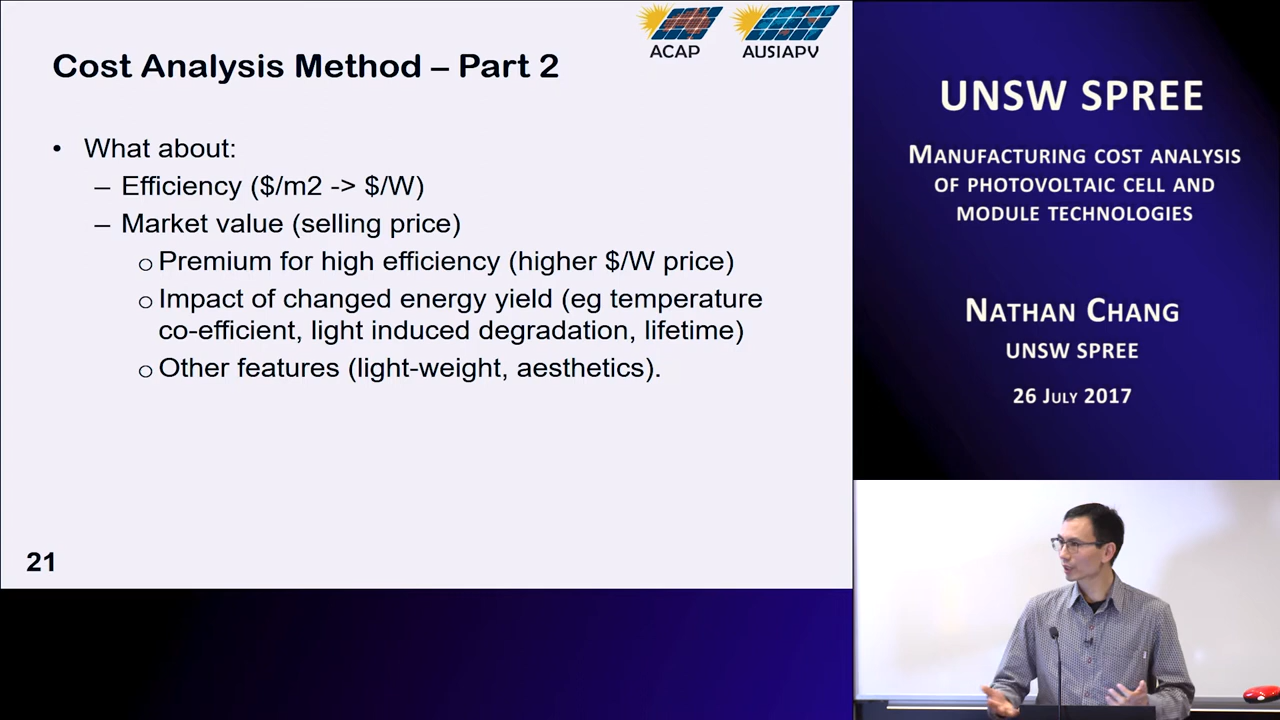 ACAP
AUSIAPV
Cost Analysis Method – Part 2
• What about:
– Efficiency ($/m2 -> $/W)
– Market value (selling price)
o Premium for high efficiency (higher $/W price)
o Impact of changed energy yield (eg temperature
co-efficient, light induced degradation, lifetime)
o Other features (light-weight, aesthetics).
21
UNSW SPREE
MANUFACTURING COST ANALYSIS
OF PHOTOVOLTAIC CELL AND
MODULE TECHNOLOGIES
NATHAN CHANG
UNSW SPREE
26 JULY 2017